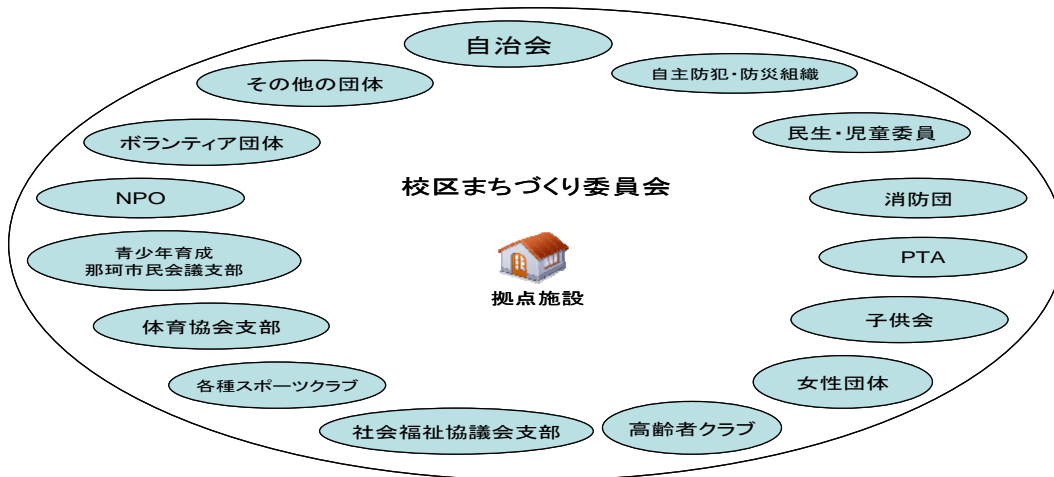 自治会
その他の団体
自主防犯・防災組織
ボランティア団体
民生・児童委員
校区まちづくり委員会
NPO
消防団
青少年育成
那珂市民会議支部
PTA
拠点施設
体育協会支部
子供会
各種スポーツクラブ
女性団体
社会福祉協議会支部
高齢者クラブ